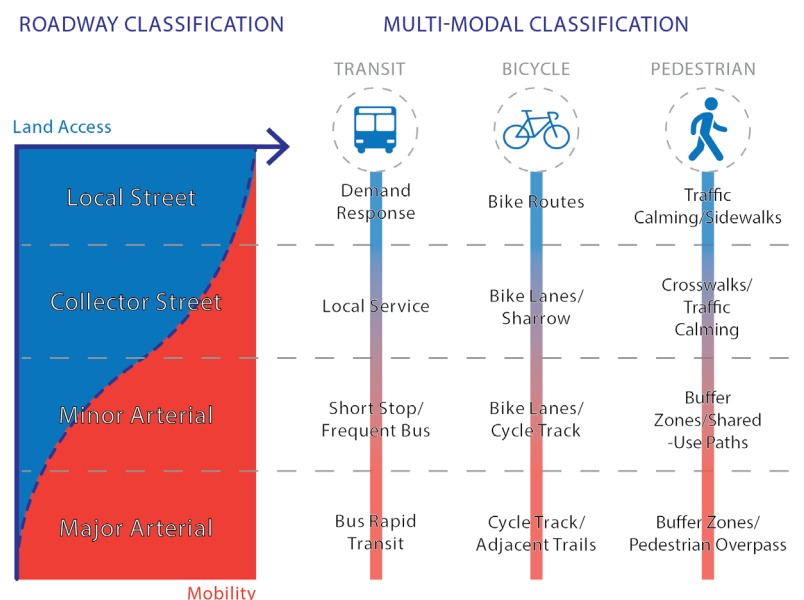 ROADWAY CLASSIFICATION
MULTI-MODAL CLASSIFICATION
TRANSIT
BICYCLE
PEDESTRIAN
Land Access
Local Street
Demand
Response
Bike Routes
Traffic
Calming/Sidewalks
Collector Street
Local Service
Bike Lanes/
Sharrow
Crosswalks/
Traffic
Calming
Minor Arterial
Short Stop/
Frequent Bus
Bike Lanes/
Cycle Track
Buffer
Zones/Shared
-Use Paths
Major Arterial
Bus Rapid
Transit
Cycle Track/
Adjacent Trails
Buffer Zones/
Pedestrian Overpass
Mobility